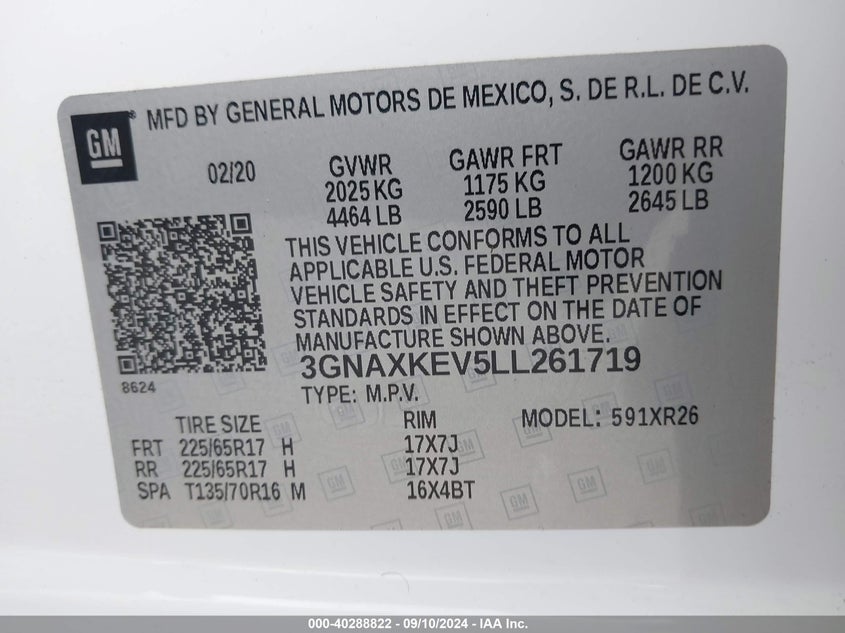 GM
® MFD BY GENERAL MOTORS DE MEXICO, S. DE R.L. DE C.V.
02/20
GVWR
2025 KG
4464 LB
GAWR FRT
1175 KG
2590 LB
GAWR RR
1200 KG
2645 LB
THIS VEHICLE CONFORMS TO ALL
APPLICABLE U.S. FEDERAL MOTOR
VEHICLE SAFETY AND THEFT PREVENTION
STANDARDS IN EFFECT ON THE DATE OF
MANUFACTURE SHOWN ABOVE.
3GNAXKEV5LL261719
8624
TYPE: M.P.V.
TIRE SIZE RIM MODEL: 591XR26
FRT 225/65R17 H 17X7J
RR 225/65R17 H 17X7J
SPA T135/70R16 M 16X4BT
000-40288822 - 09/10/2024 - IAA Inc.